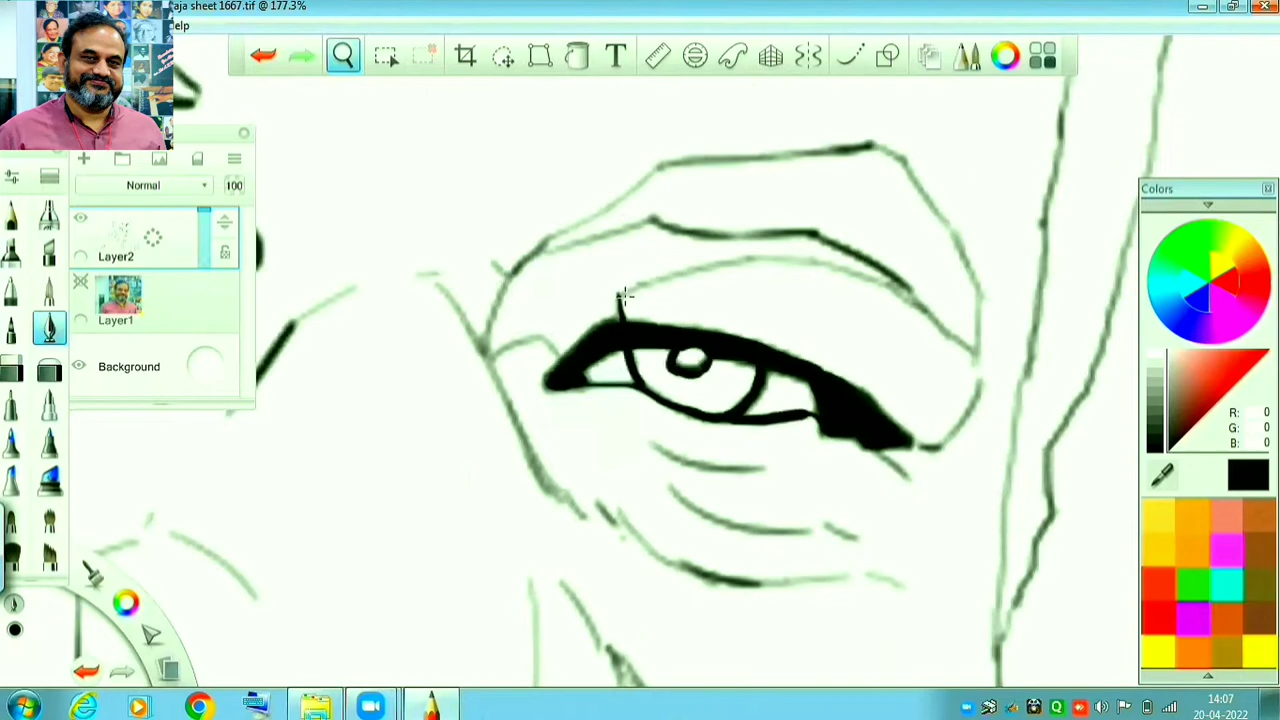 aja sheet 1667.tif @ 177.3%
elp
T
Normal
100
Layer2
Layer1
Background
Colors
R: 0
G: 0
B: 0
14:07
20-04-2022